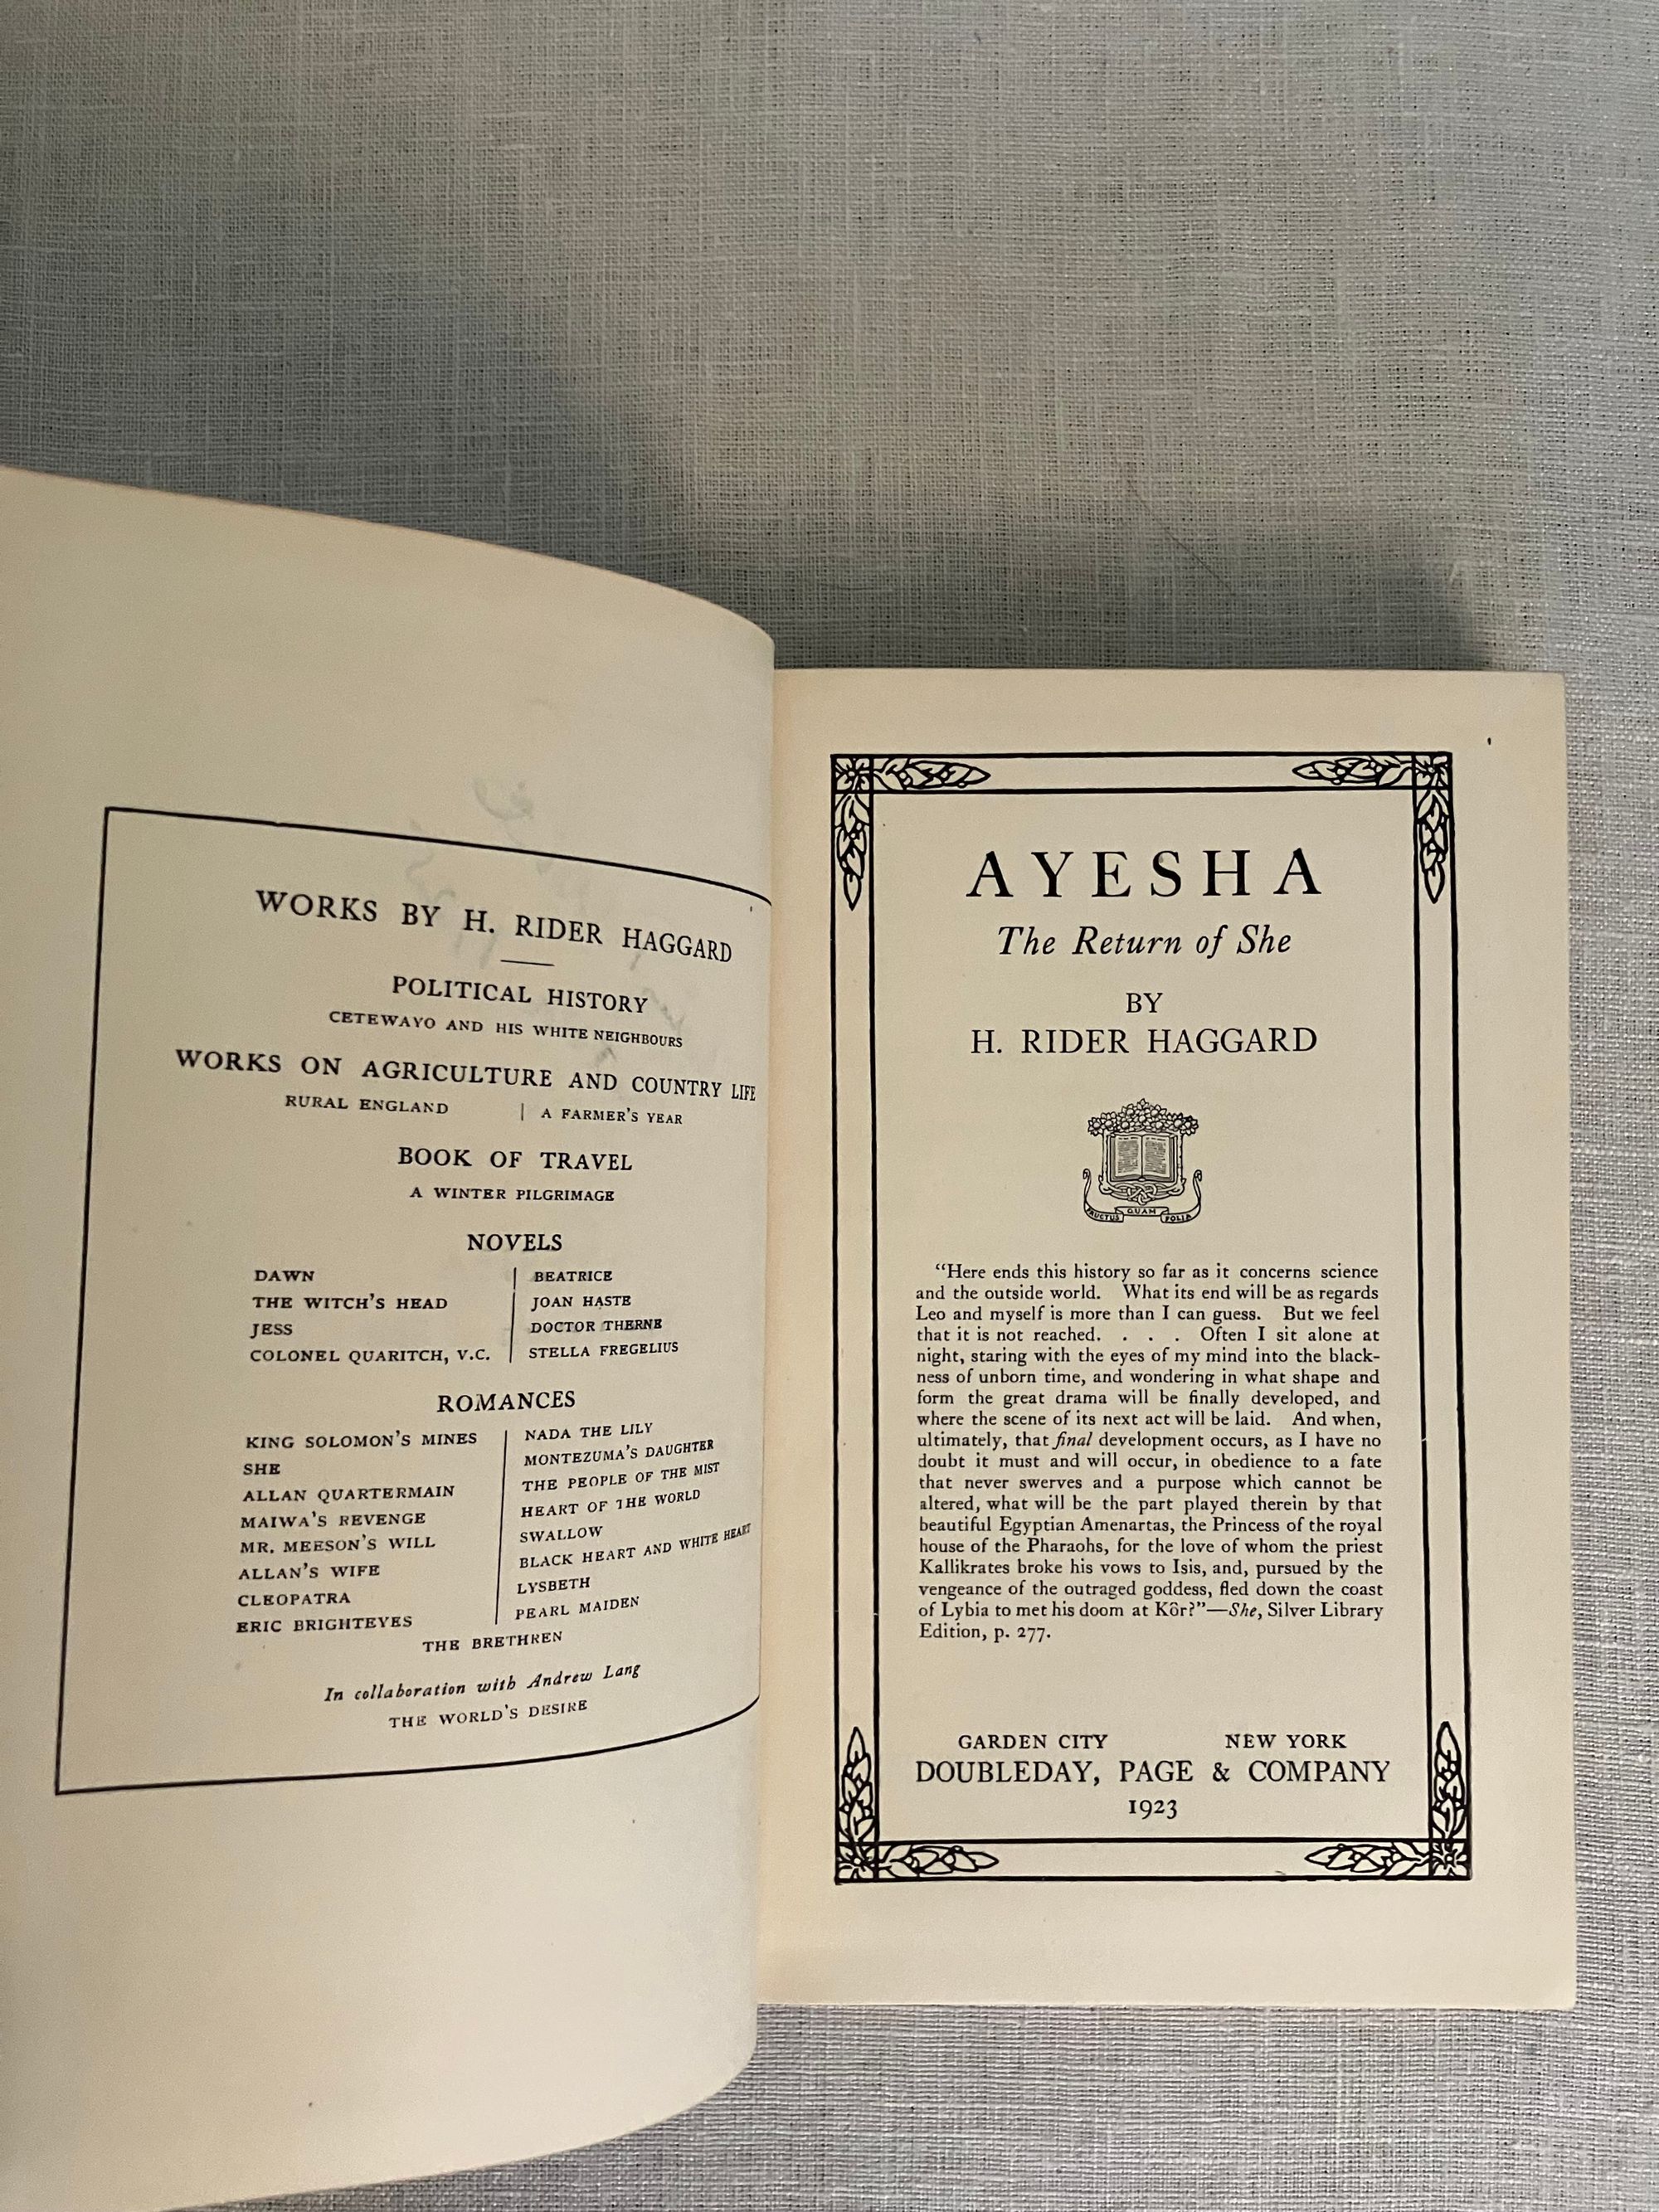 WORKS BY H. RIDER HAGGARD
POLITICAL HISTORY
CETEWAYO AND HIS WHITE NEIGHBOURS
WORKS ON AGRICULTURE AND COUNTRY LIFE
RURAL ENGLAND | A FARMER'S YEAR
BOOK OF TRAVEL
A WINTER PILGRIMAGE
NOVELS
DAWN
THE WITCH'S HEAD
JESS
COLONEL QUARITCH, V.C.
BEATRICE
JOAN HASTE
DOCTOR THERNE
STELLA FREGELIUS
ROMANCES
KING SOLOMON'S MINES
SHE
ALLAN QUARTERMAIN
MAIWA'S REVENGE
MR. MEESON'S WILL
ALLAN'S WIFE
CLEOPATRA
ERIC BRIGHTEYES
NADA THE LILY
MONTEZUMA'S DAUGHTER
THE PEOPLE OF THE MIST
HEART OF THE WORLD
SWALLOW
BLACK HEART AND WHITE HEART
LYSBETH
PEARL MAIDEN
THE BRETHREN
In collaboration with Andrew Lang
THE WORLD'S DESIRE
AYESHA
The Return of She
BY
H. RIDER HAGGARD
FRUCTUS QUAM FOLIA
"Here ends this history so far as it concerns science
and the outside world. What its end will be as regards
Leo and myself is more than I can guess. But we feel
that it is not reached. . . . Often I sit alone at
night, staring with the eyes of my mind into the black-
ness of unborn time, and wondering in what shape and
form the great drama will be finally developed, and
where the scene of its next act will be laid. And when,
ultimately, that final development occurs, as I have no
doubt it must and will occur, in obedience to a fate
that never swerves and a purpose which cannot be
altered, what will be the part played therein by that
beautiful Egyptian Amenartas, the Princess of the royal
house of the Pharaohs, for the love of whom the priest
Kallikrates broke his vows to Isis, and, pursued by the
vengeance of the outraged goddess, fled down the coast
of Lybia to met his doom at Kôr?"—She, Silver Library
Edition, p. 277.
GARDEN CITY NEW YORK
DOUBLEDAY, PAGE & COMPANY
1923